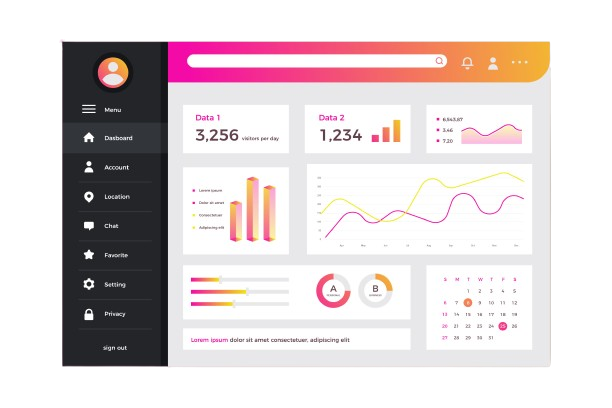 Menu
Dasboard
Account
Location
Chat
Favorite
Setting
Privacy
sign out
Data 1
3,256 visitors per day
Data 2
1,234
6,543,87
3.46
7.20
Lorem ipsum
Dolor sit amet
Consectetuer
Adipiscing elit
A
B
Lorem ipsum dolor sit amet consectetuer, adipiscing elit
S M T W T F S
1 2 3 4 5
6 7 8 9 10 11 12
13 14 15 16 17 18 19
20 21 22 23 24 25 26
27 28 29 30 31